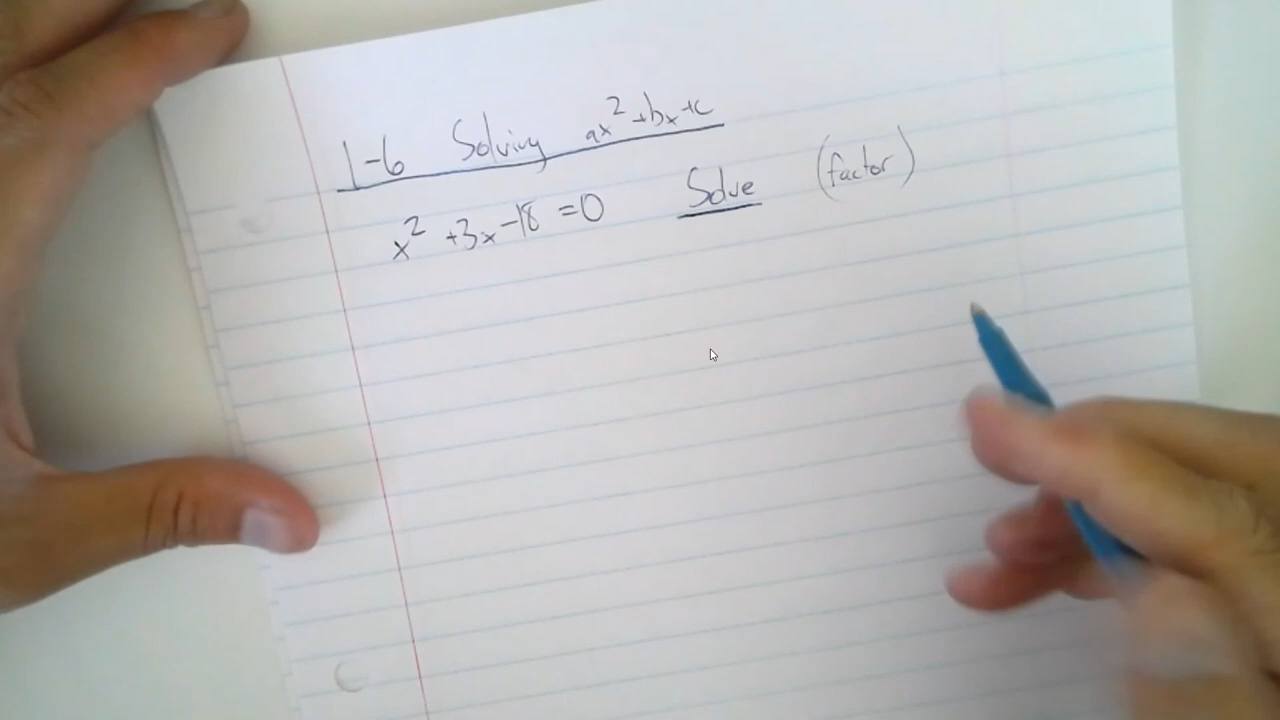 1-6 Solving ax²+bx+c
x² +3x -18 =0 Solve (factor)